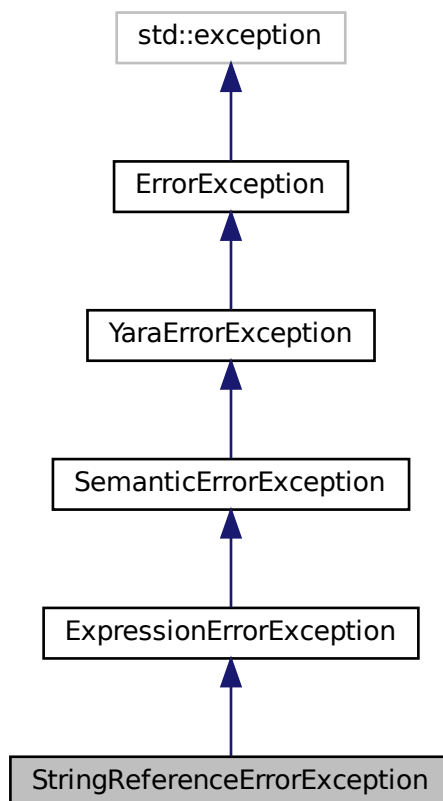 std::exception
ErrorException
YaraErrorException
SemanticErrorException
ExpressionErrorException
StringReferenceErrorException